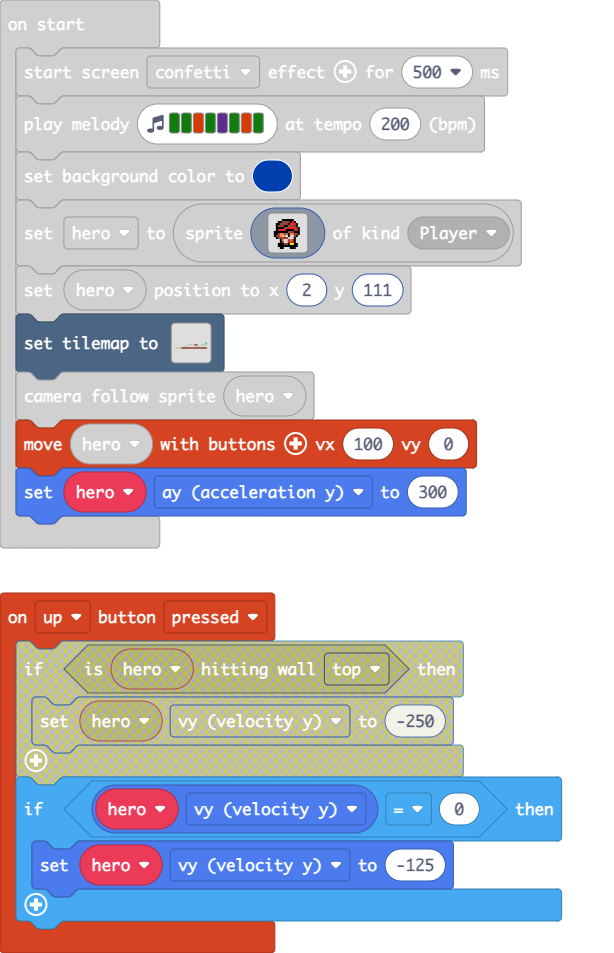 on start
start screen confetti effect for 500 ms
play melody at tempo 200 (bpm)
set background color to
set hero to sprite of kind Player
set hero position to x 2 y 111
set tilemap to
camera follow sprite hero
move hero with buttons vx 100 vy 0
set hero ay (acceleration y) to 300
on up button pressed
if is hero hitting wall top then
set hero vy (velocity y) to -250
if hero vy (velocity y) = 0 then
set hero vy (velocity y) to -125